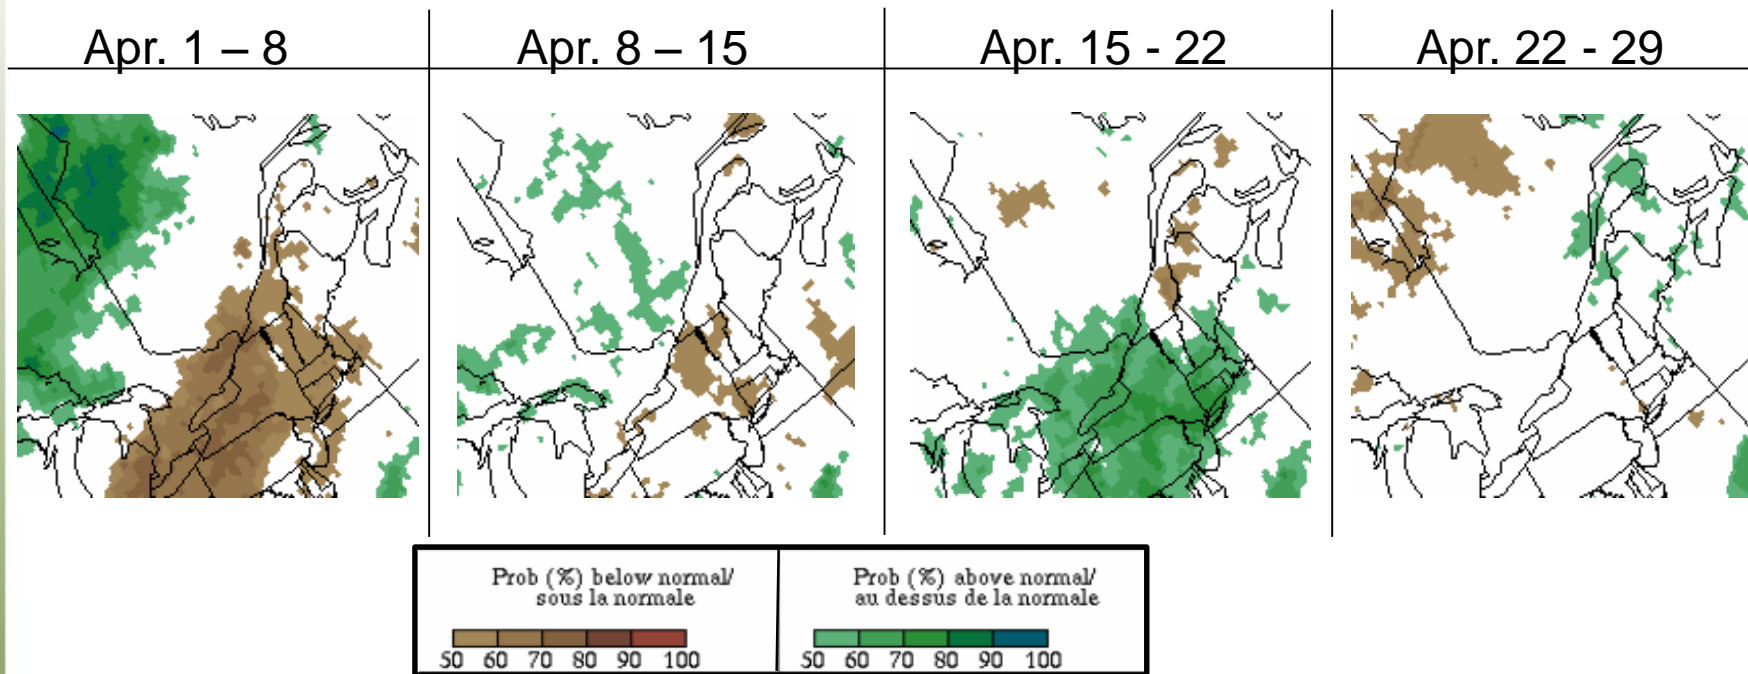 Apr. 1 – 8
Apr. 8 – 15
Apr. 15 - 22
Apr. 22 - 29
Prob (%) below normal/
sous la normale
Prob (%) above normal/
au dessus de la normale
50 60 70 80 90 100
50 60 70 80 90 100